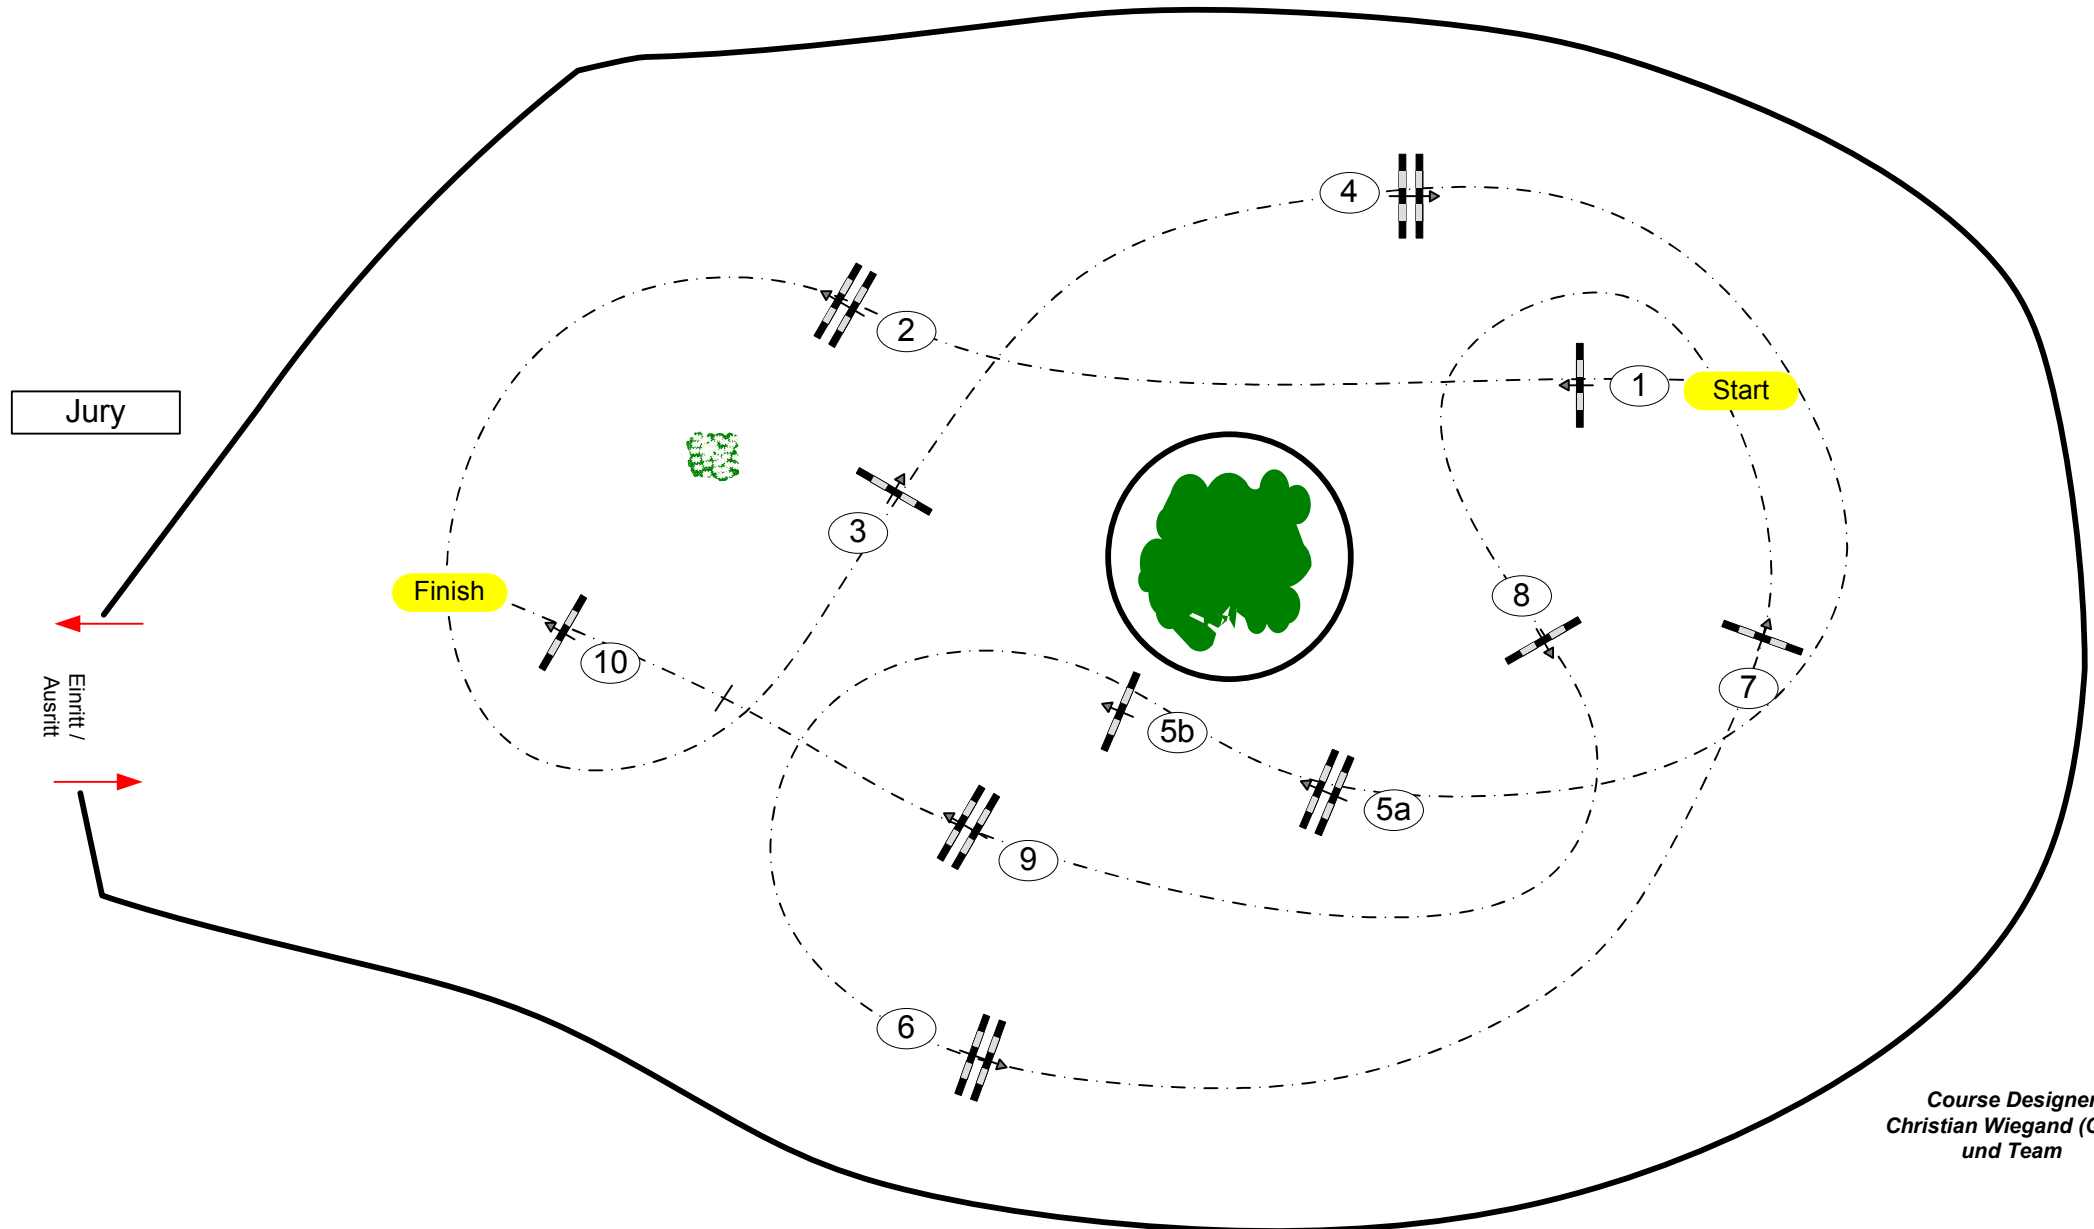 4
2
1
Start
Jury
3
Finish
8
10
7
5b
5a
9
6
Einritt /
Ausritt
Course Designer
Christian Wiegand
und Team